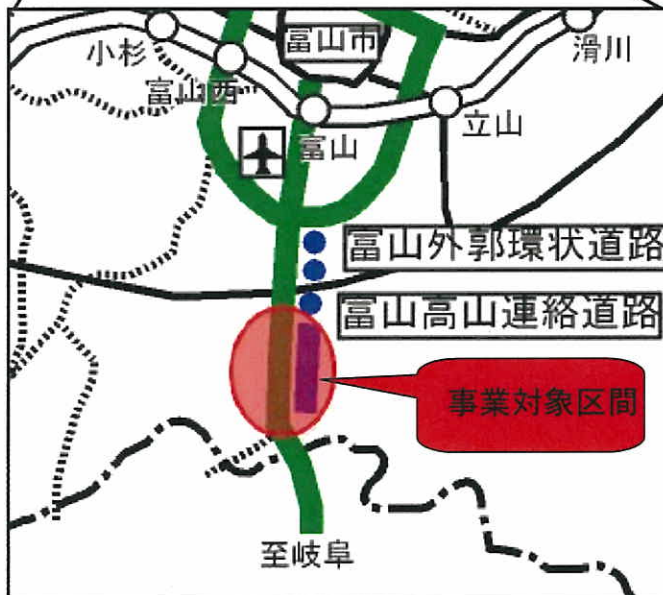 小杉
富山市
滑川
富山西
富山
立山
富山外郭環状道路
富山高山連絡道路
事業対象区間
至岐阜